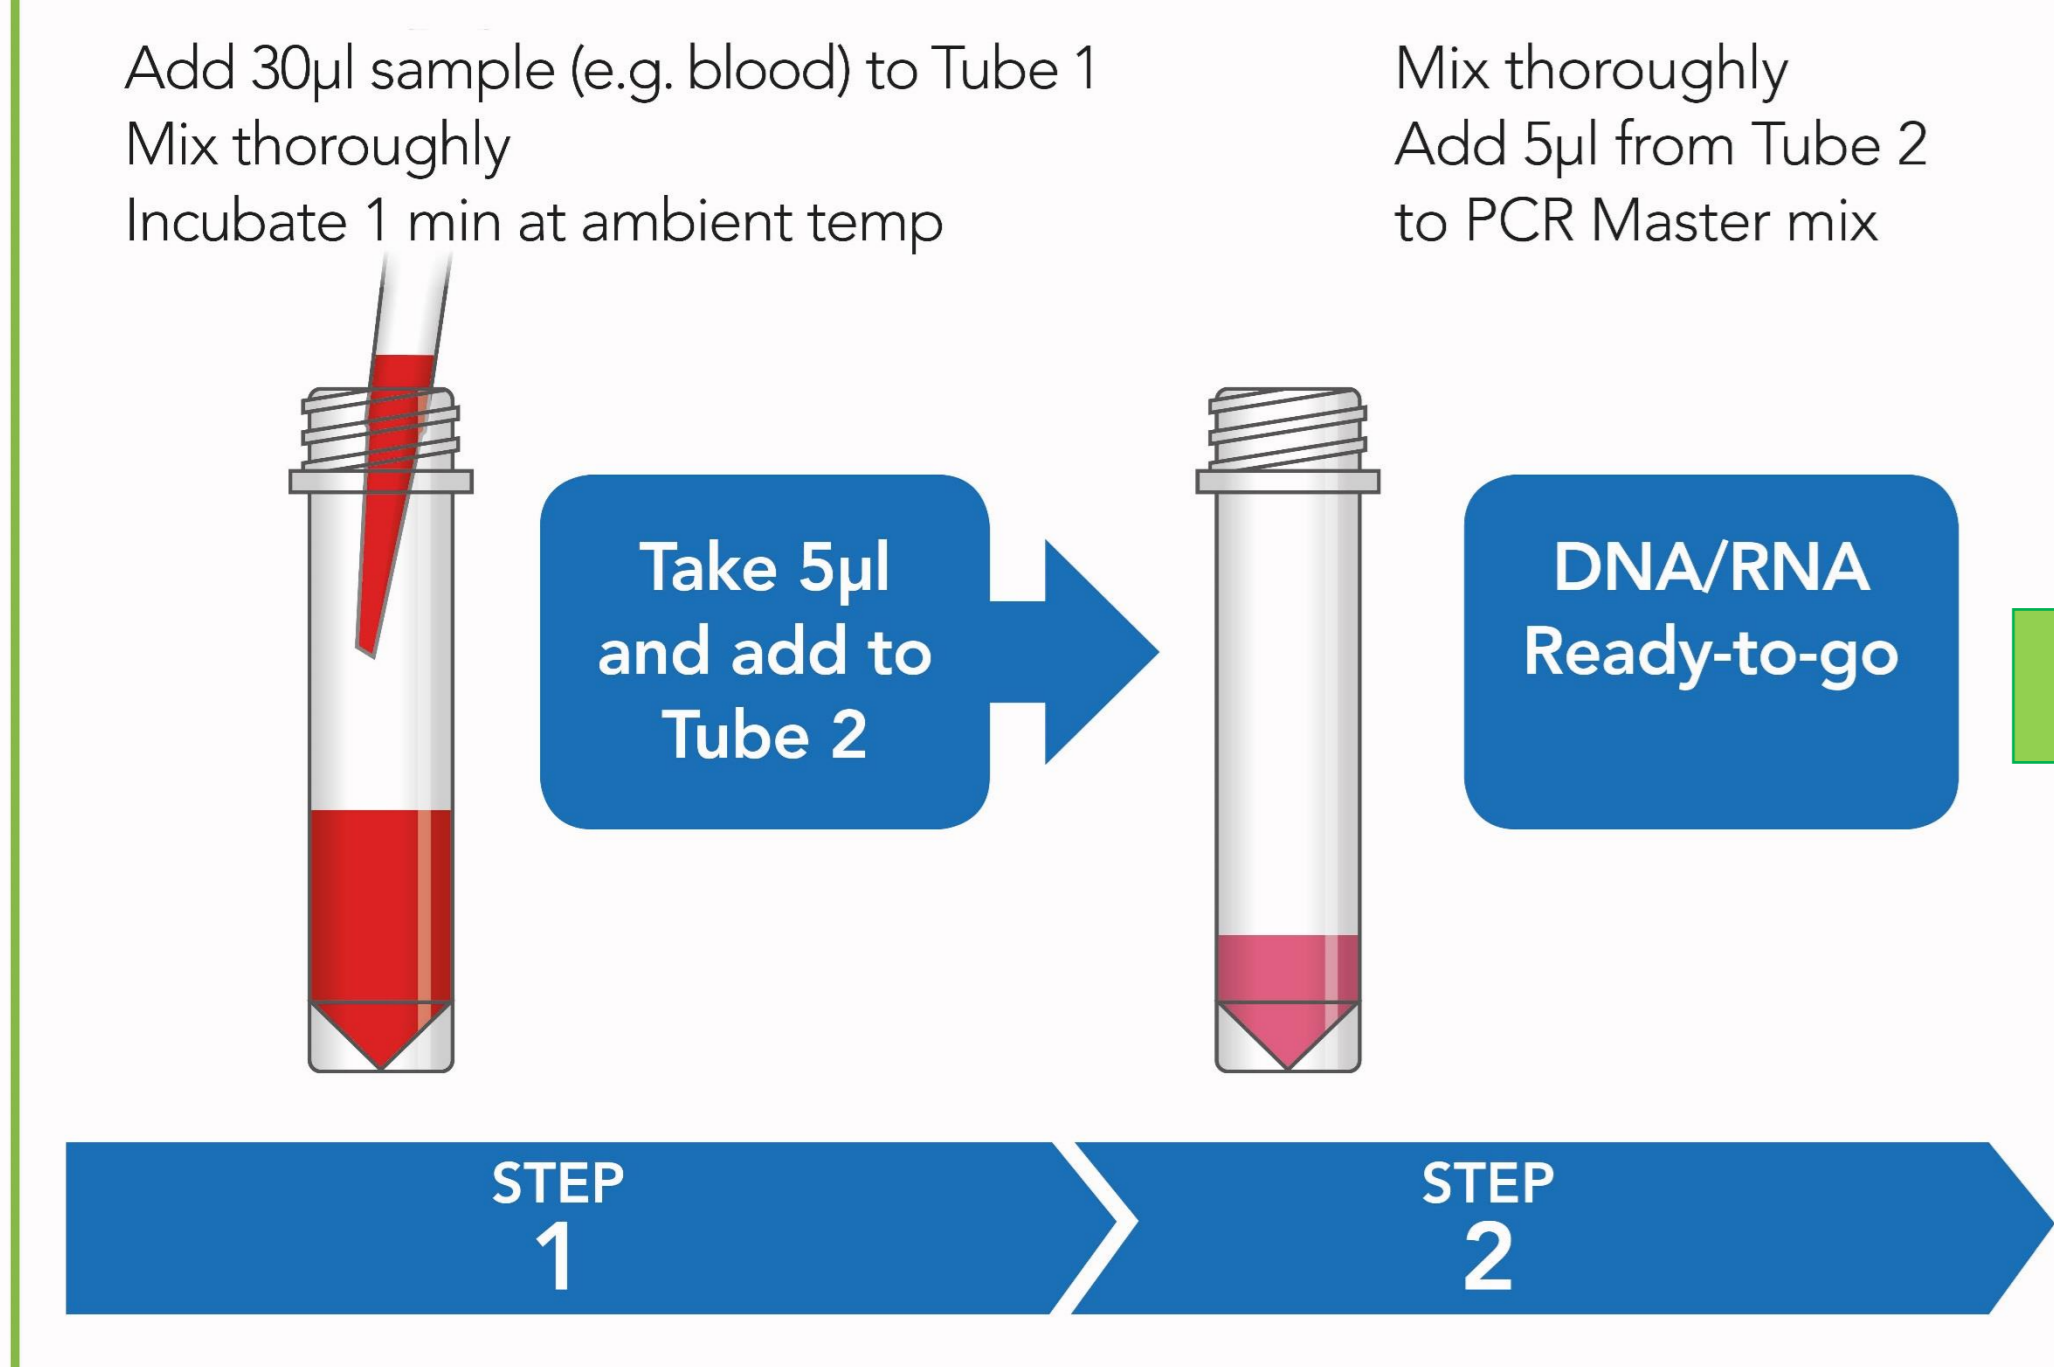 Add 30µl sample (e.g. blood) to Tube 1
Mix thoroughly
Incubate 1 min at ambient temp
Mix thoroughly
Add 5µl from Tube 2
to PCR Master mix
Take 5µl
and add to
Tube 2
DNA/RNA
Ready-to-go
STEP
1
STEP
2